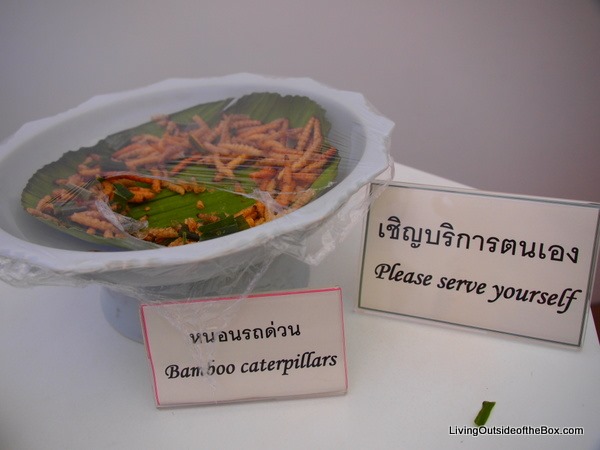 เชิญบริการตนเอง
Please serve yourself
หนอนรถด่วน
Bamboo caterpillars
LivingOutsideoftheBox.com